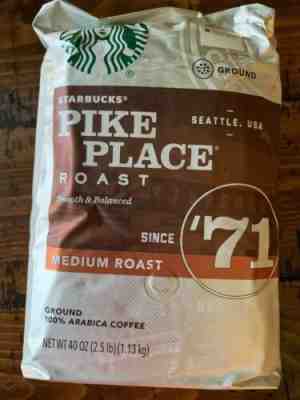 GROUND
STARBUCKS®
PIKE PLACE®
ROAST
SEATTLE, USA
Smooth & Balanced
SINCE '71
MEDIUM ROAST
GROUND
100% ARABICA COFFEE
NET WT 40 OZ (2.5 lb) (1.13 kg)